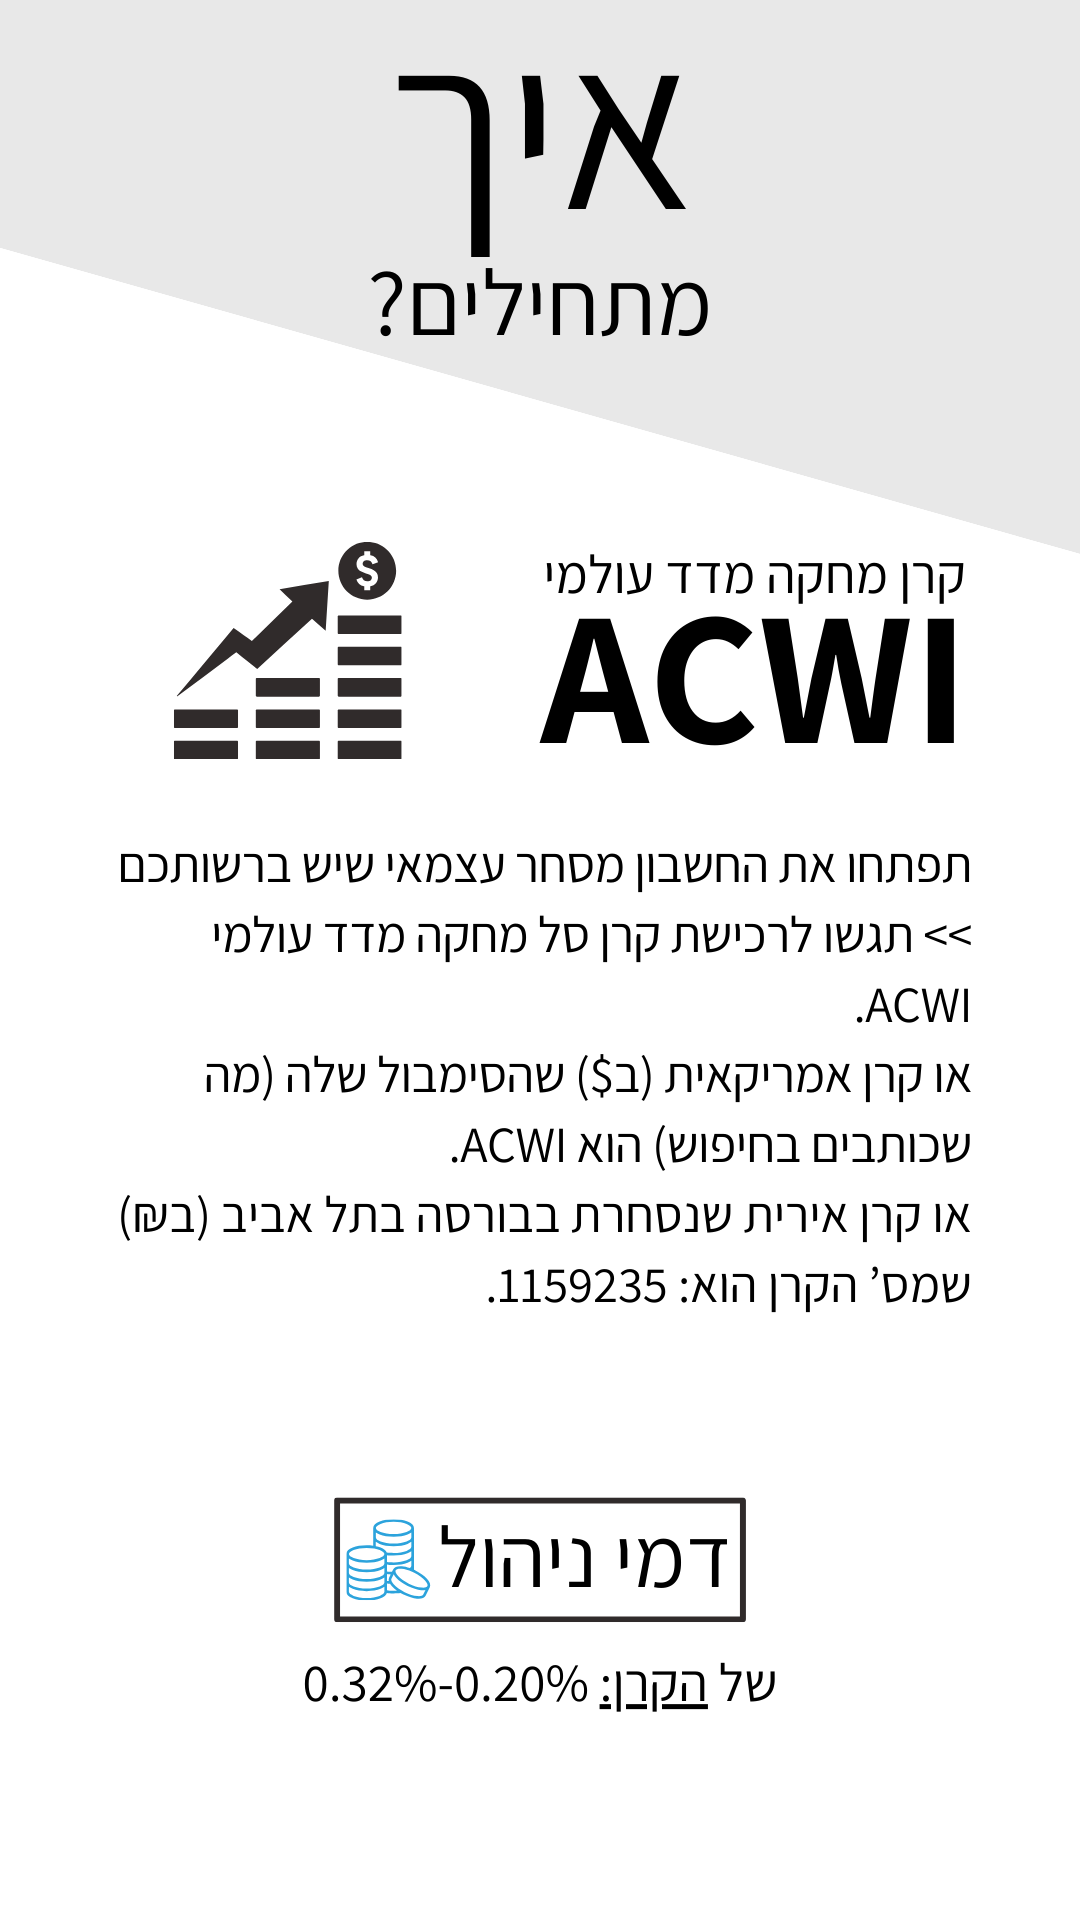 איך
מתחילים?
קרן מחקה מדד עולמי
ACWI
$
תפתחו את החשבון מסחר עצמאי שיש ברשותכם
>> תגשו לרכישת קרן סל מחקה מדד עולמי
ACWI.
או קרן אמריקאית (ב$) שהסימבול שלה (מה
שכותבים בחיפוש) הוא ACWI.
או קרן אירית שנסחרת בבורסה בתל אביב (ב₪)
שמס’ הקרן הוא: 1159235.
דמי ניהול
של הקרן: 0.32%-0.20%